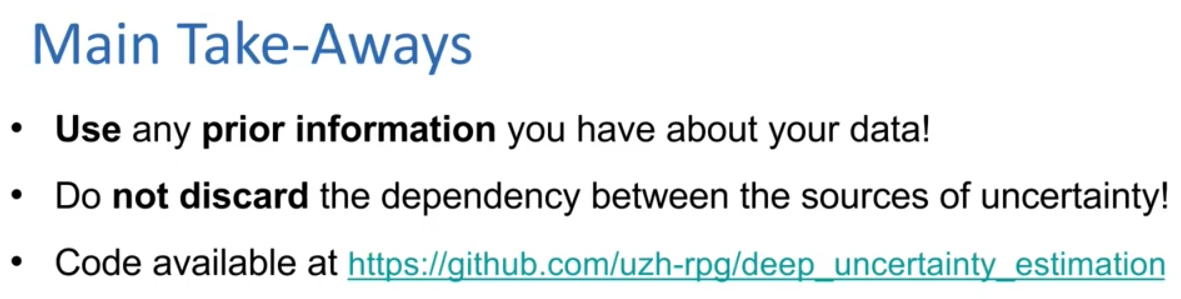 Main Take-Aways
• Use any prior information you have about your data!
• Do not discard the dependency between the sources of uncertainty!
• Code available at https://github.com/uzh-rpg/deep_uncertainty_estimation